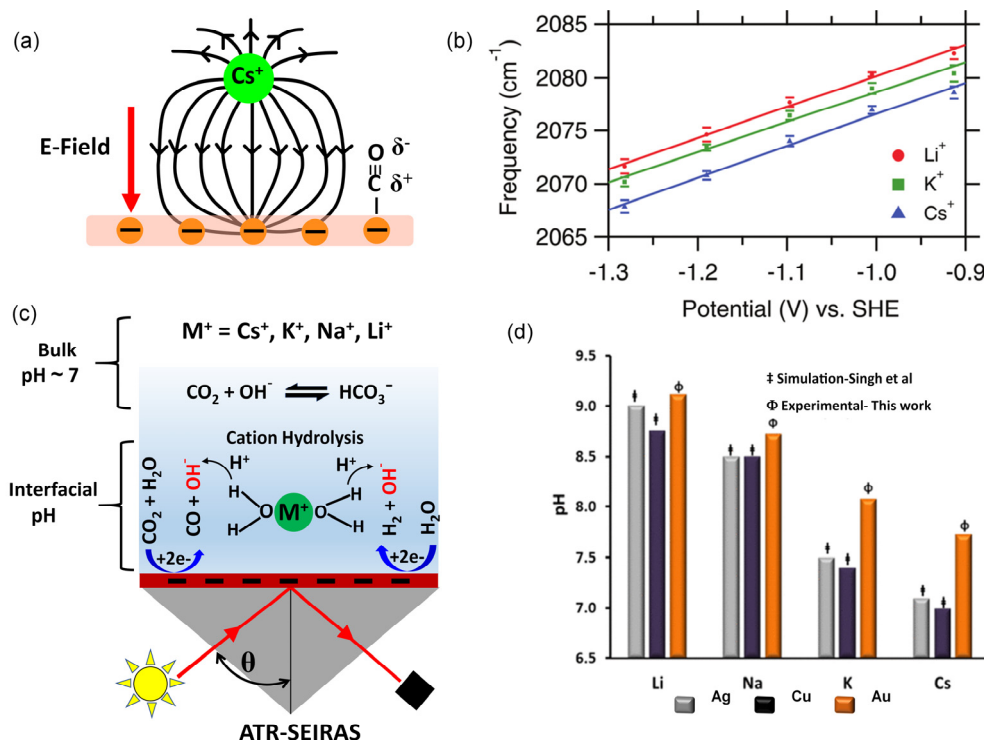 (a)
Cs⁺
E-Field
O δ⁻
C δ⁺
(b)
Frequency (cm⁻¹)
2085
2080
2075
2070
2065
Li⁺
K⁺
Cs⁺
-1.3
-1.2
-1.1
-1.0
-0.9
Potential (V) vs. SHE
(c)
M⁺ = Cs⁺, K⁺, Na⁺, Li⁺
Bulk
pH ~ 7
CO₂ + OH⁻ ⇌ HCO₃⁻
Cation Hydrolysis
Interfacial
pH
CO₂ + H₂O
CO + OH⁻
+2e-
H⁺
H
O
H
M⁺
H⁺
H
O
H
H₂ + OH⁻
H₂O
+2e-
θ
ATR-SEIRAS
(d)
pH
9.5
9.0
8.5
8.0
7.5
7.0
6.5
‡ Simulation-Singh et al
Φ Experimental- This work
‡ ‡ Φ
‡ ‡ Φ
‡ ‡ Φ
‡ ‡ Φ
Li
Na
K
Cs
Ag
Cu
Au